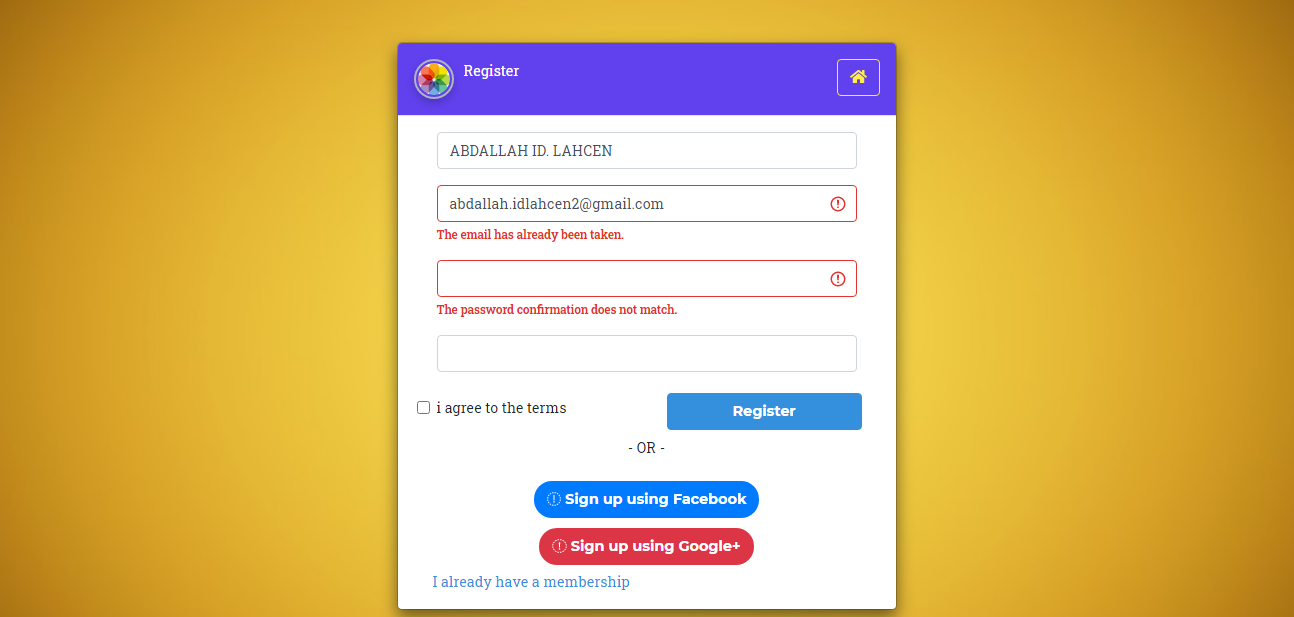 Register
ABDALLAH ID. LAHCEN
abdallah.idlahcen2@gmail.com
The email has already been taken.
The password confirmation does not match.
i agree to the terms
Register
- OR -
Sign up using Facebook
Sign up using Google+
I already have a membership